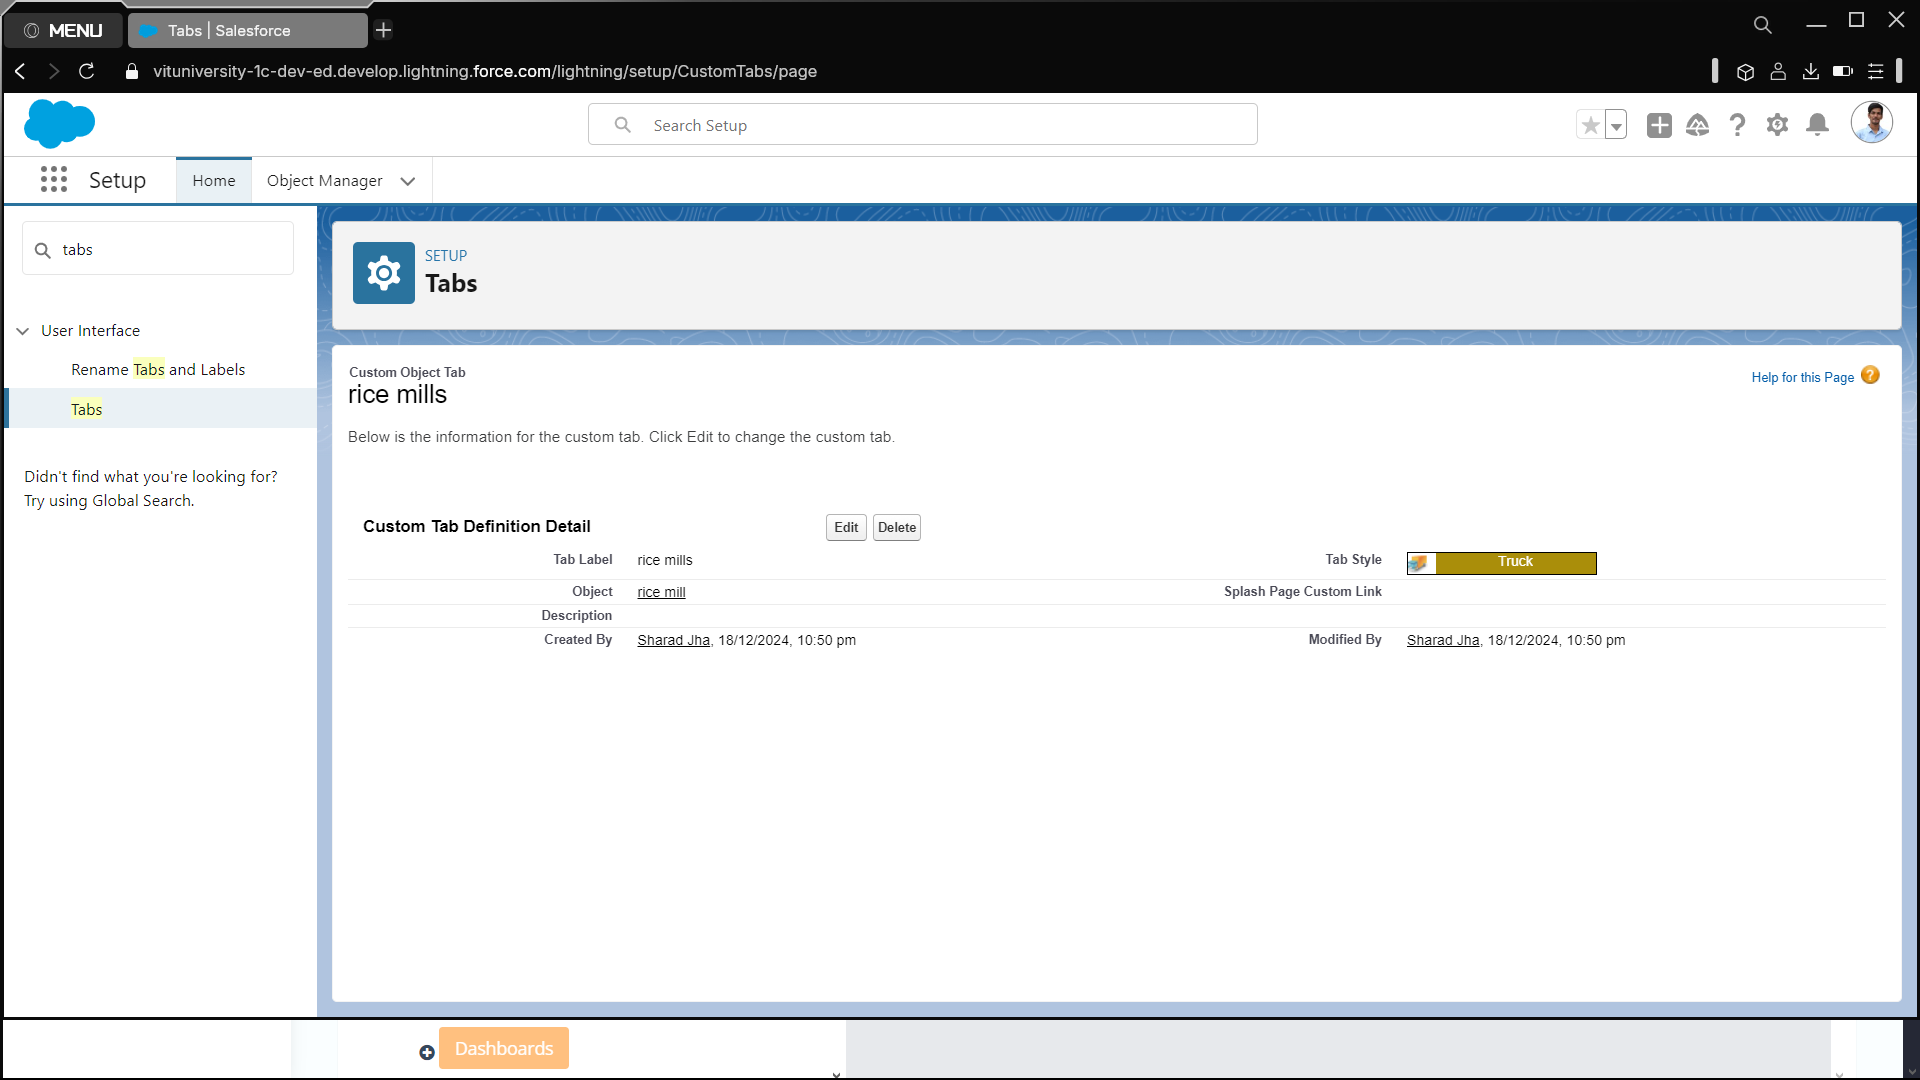 MENU
Tabs | Salesforce
vituniversity-1c-dev-ed.develop.lightning.force.com/lightning/setup/CustomTabs/page
Search Setup
Setup
Home
Object Manager
tabs
User Interface
Rename Tabs and Labels
Tabs
Didn't find what you're looking for?
Try using Global Search.
SETUP
Tabs
Custom Object Tab
rice mills
Help for this Page
Below is the information for the custom tab. Click Edit to change the custom tab.
Custom Tab Definition Detail
Edit
Delete
Tab Label rice mills
Tab Style Truck
Object rice mill
Splash Page Custom Link
Description
Created By Sharad Jha, 18/12/2024, 10:50 pm
Modified By Sharad Jha, 18/12/2024, 10:50 pm
Dashboards